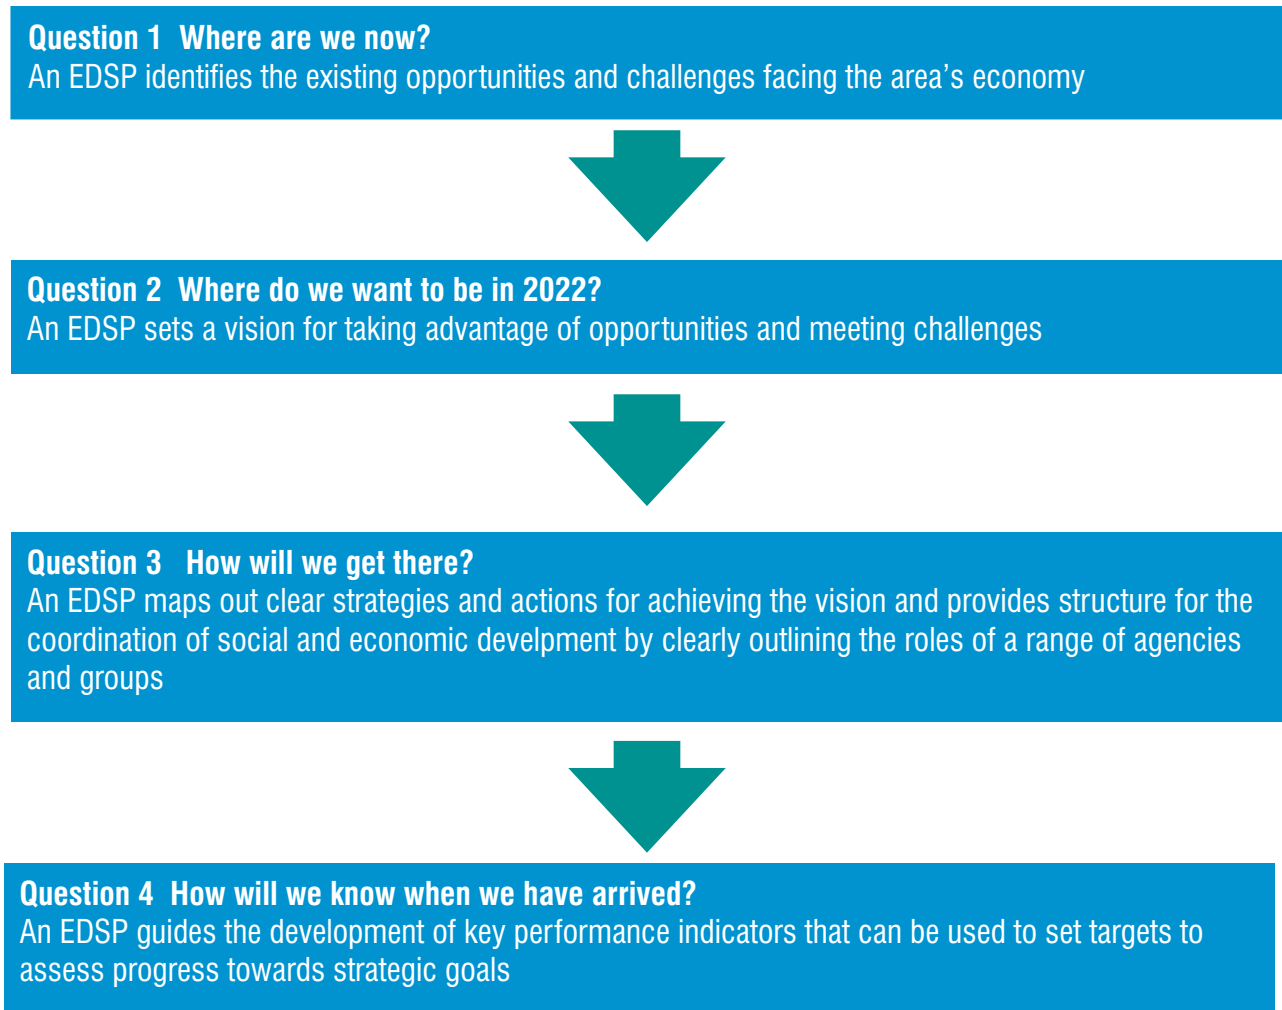 Question 1  Where are we now?
An EDSP identifies the existing opportunities and challenges facing the area's economy
Question 2  Where do we want to be in 2022?
An EDSP sets a vision for taking advantage of opportunities and meeting challenges
Question 3   How will we get there?
An EDSP maps out clear strategies and actions for achieving the vision and provides structure for the
coordination of social and economic develpment by clearly outlining the roles of a range of agencies
and groups
Question 4  How will we know when we have arrived?
An EDSP guides the development of key performance indicators that can be used to set targets to
assess progress towards strategic goals